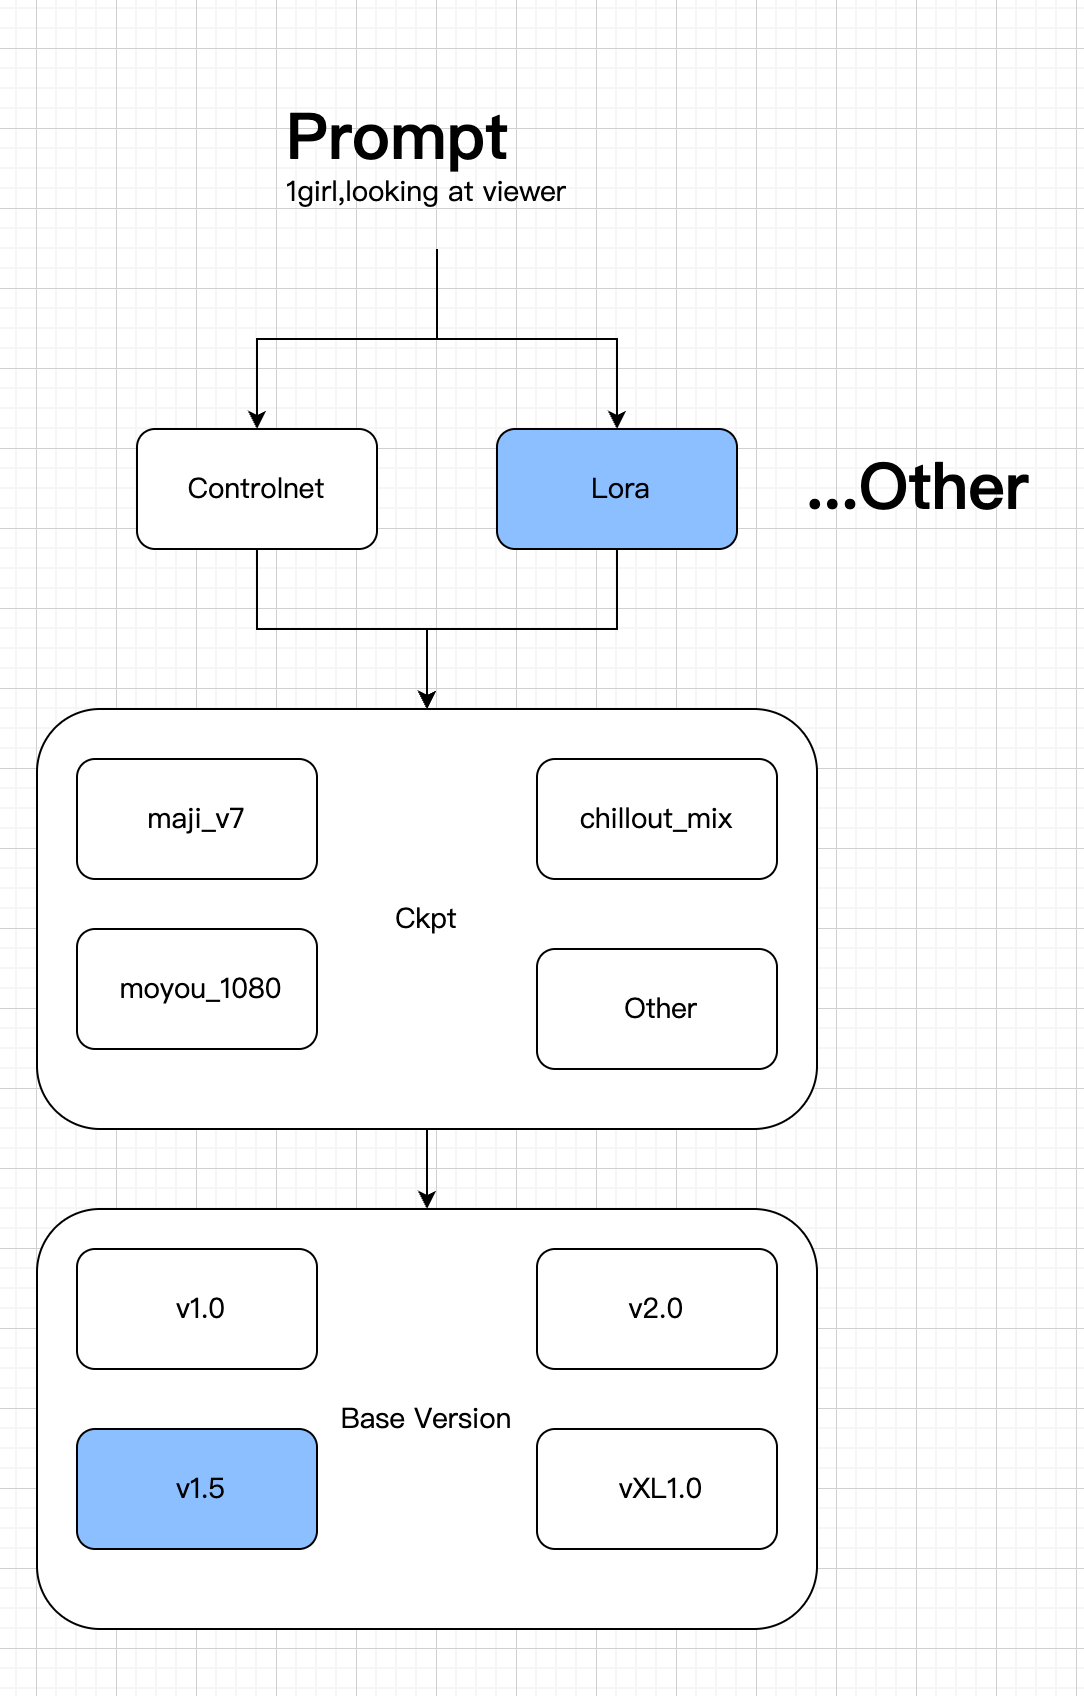 Prompt
1girl,looking at viewer
Controlnet
Lora
...Other
maji_v7
chillout_mix
Ckpt
moyou_1080
Other
v1.0
v2.0
Base Version
v1.5
vXL1.0